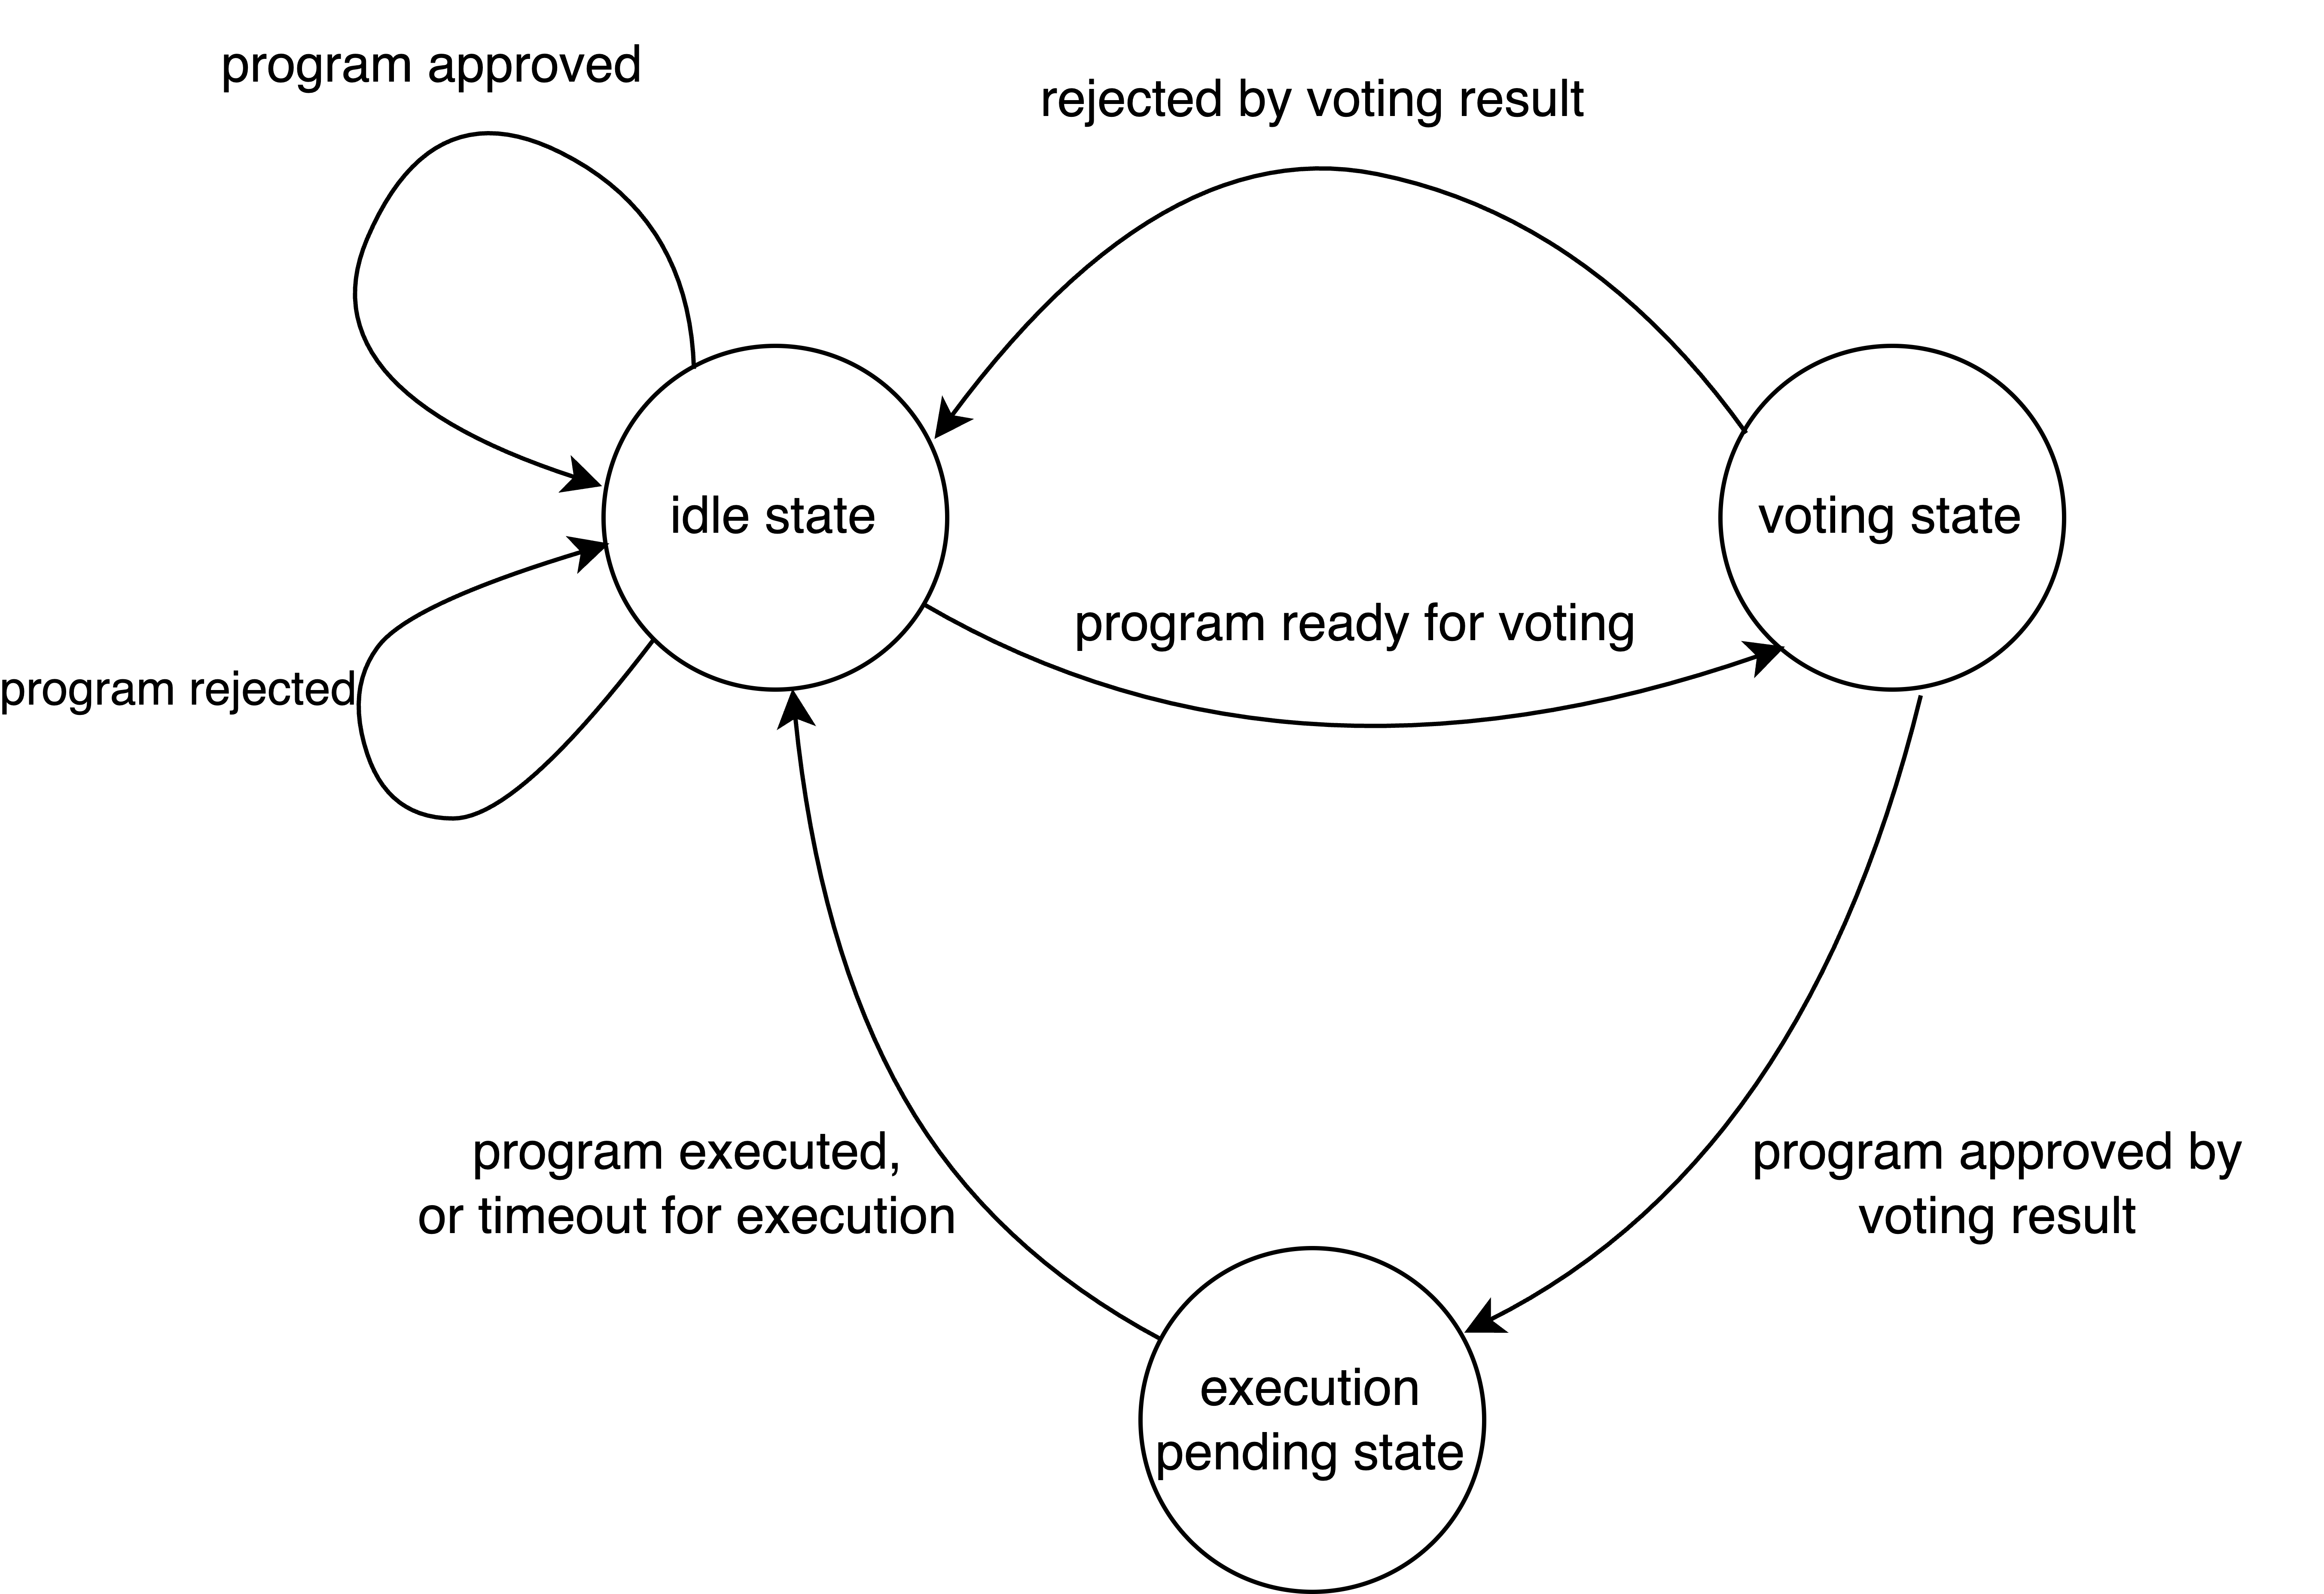 program approved
rejected by voting result
idle state
voting state
program ready for voting
program rejected
program executed,
or timeout for execution
program approved by
voting result
execution
pending state